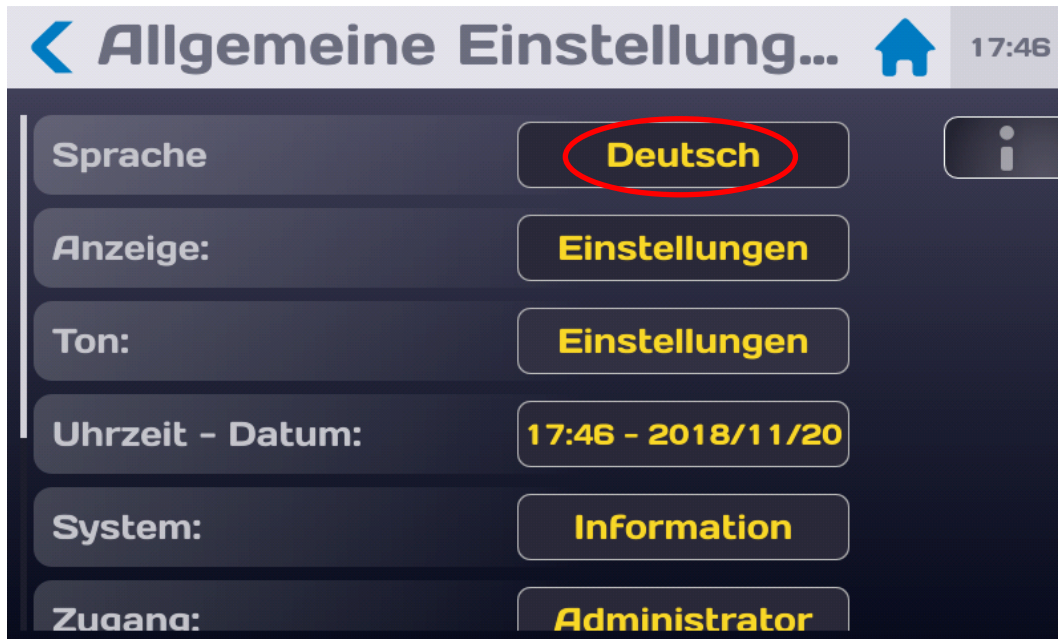 Allgemeine Einstellung... 17:46
Sprache Deutsch
Anzeige: Einstellungen
Ton: Einstellungen
Uhrzeit - Datum: 17:46 - 2018/11/20
System: Information
Zugang: Administrator